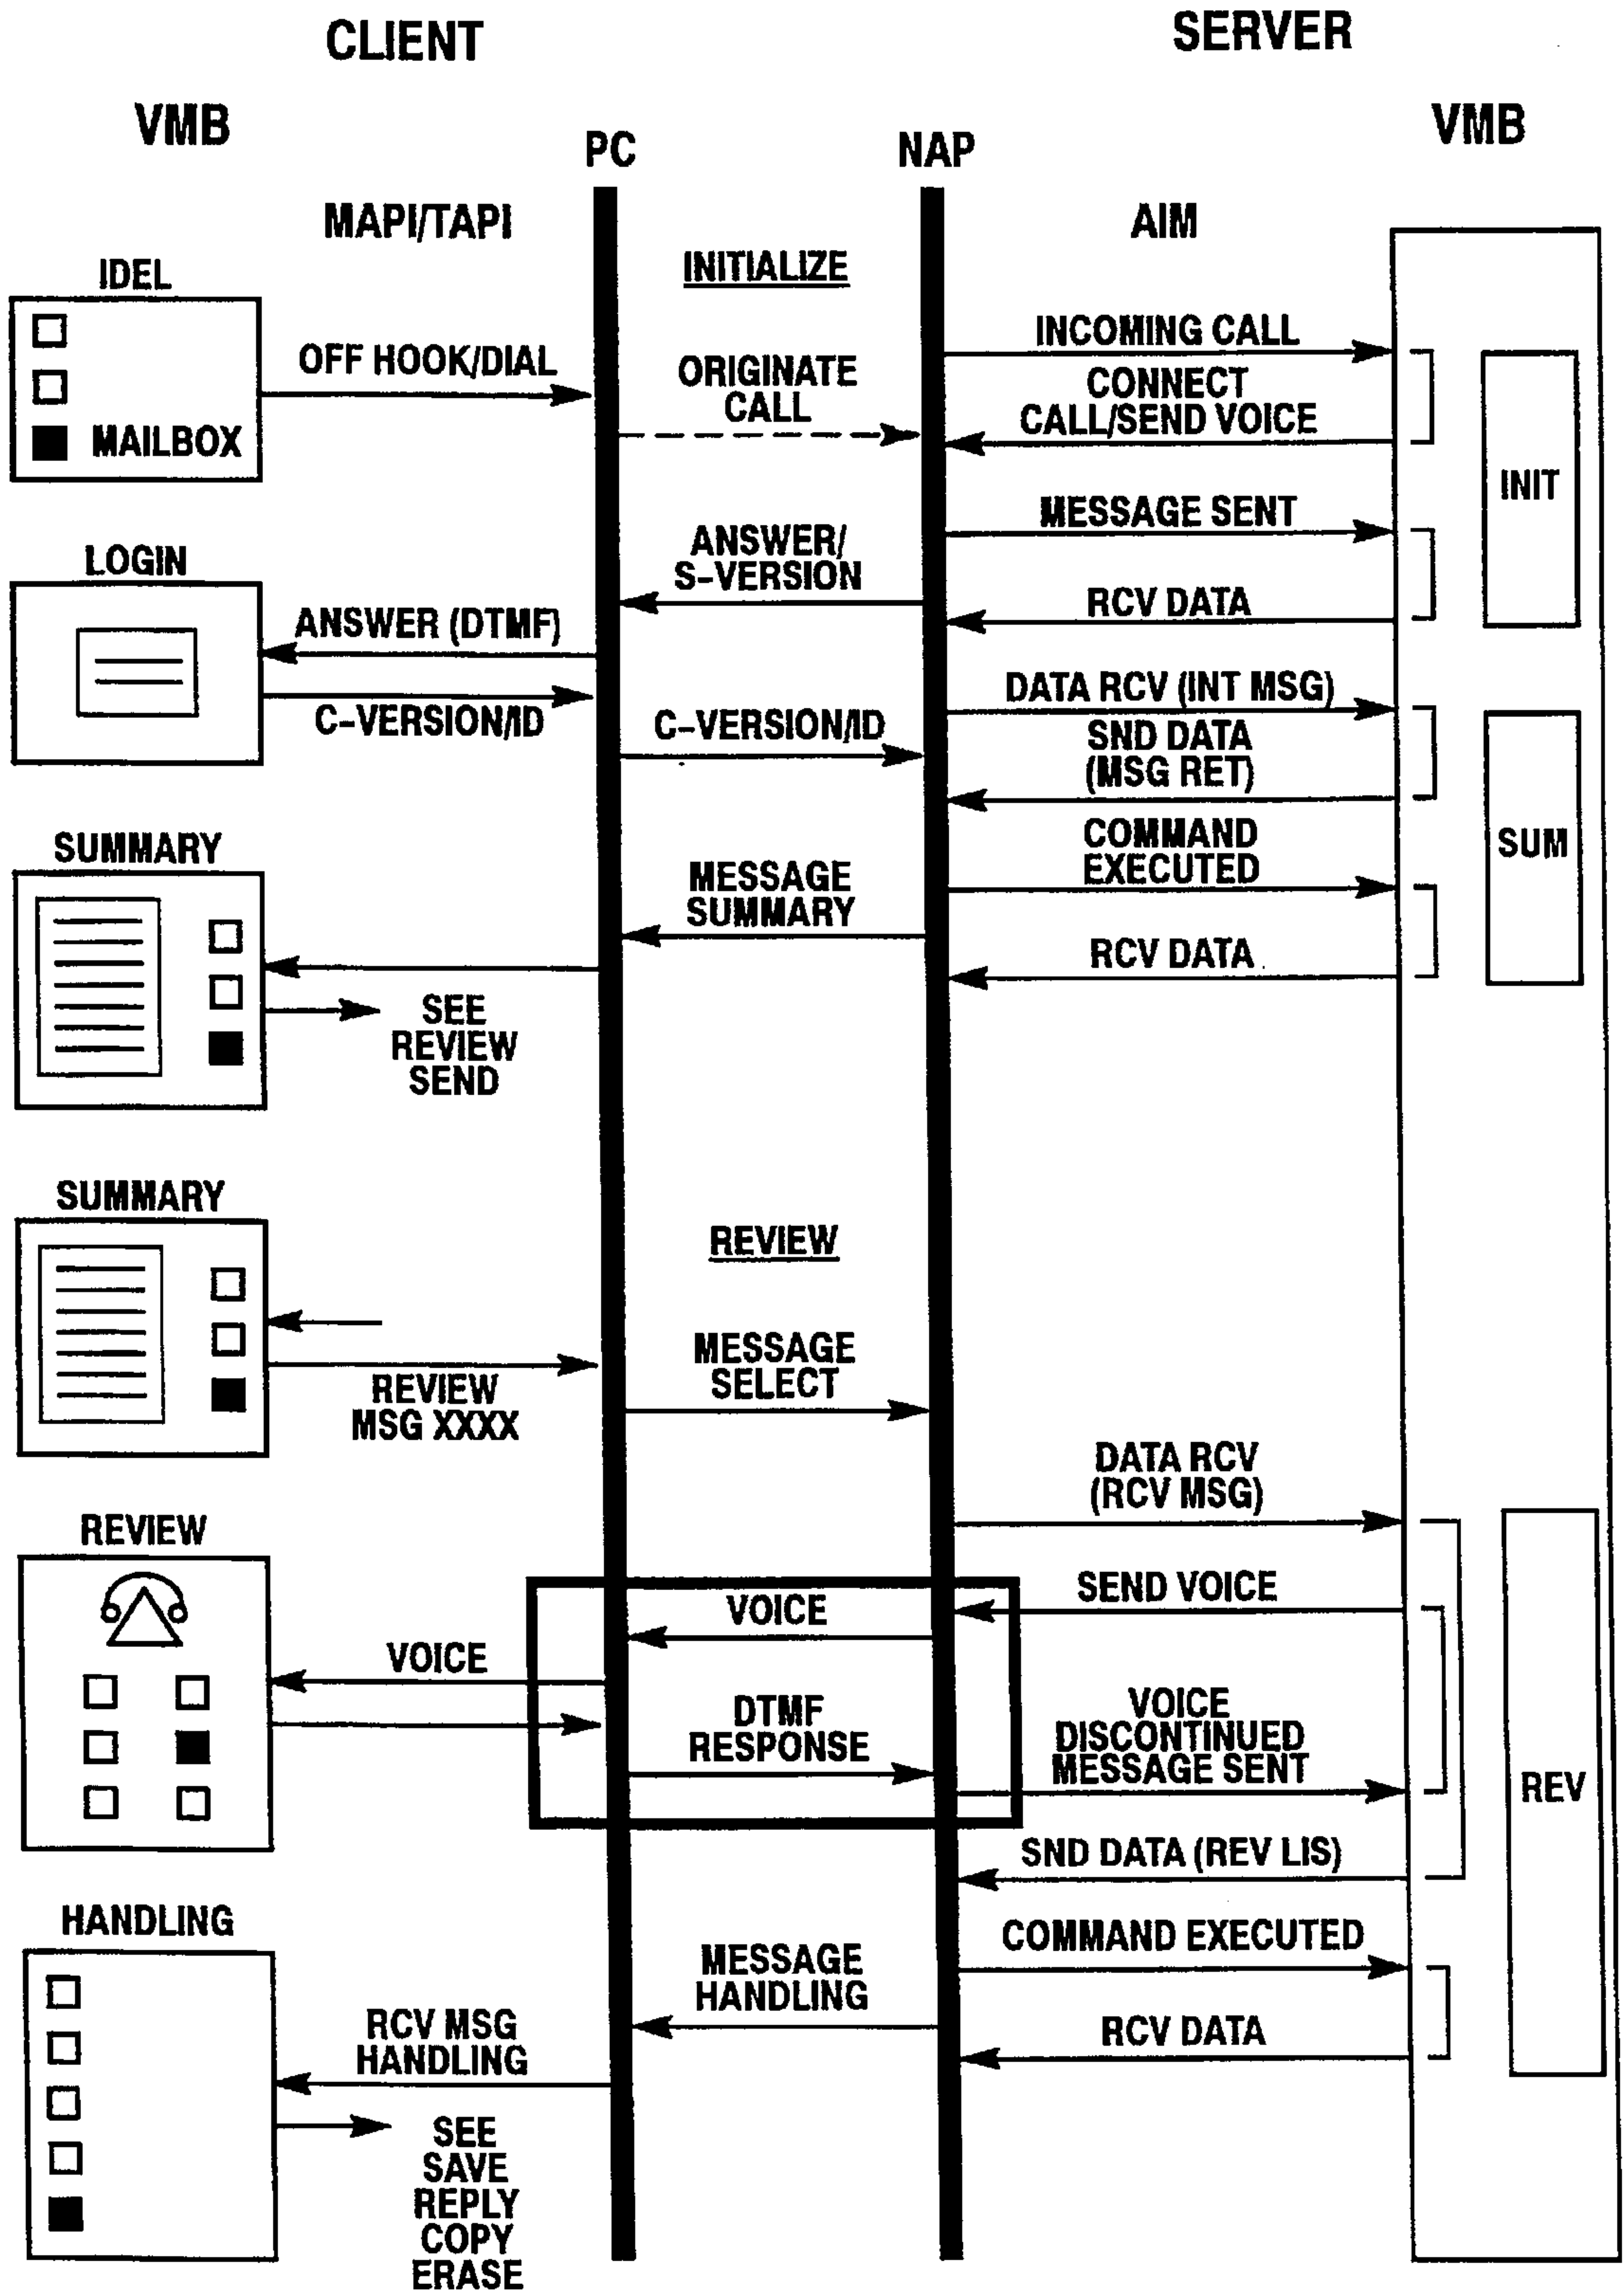 CLIENT
SERVER
VMB
VMB
PC
NAP
MAPI/TAPI
AIM
INITIALIZE
IDEL
MAILBOX
OFF HOOK/DIAL
ORIGINATE
CALL
INCOMING CALL
CONNECT
CALL/SEND VOICE
INIT
MESSAGE SENT
ANSWER/
S-VERSION
RCV DATA
LOGIN
ANSWER (DTMF)
C-VERSION/ID
C-VERSION/ID
DATA RCV (INT MSG)
SND DATA
(MSG RET)
SUM
COMMAND
EXECUTED
SUMMARY
MESSAGE
SUMMARY
RCV DATA
SEE
REVIEW
SEND
SUMMARY
REVIEW
MESSAGE
SELECT
REVIEW
MSG XXXX
DATA RCV
(RCV MSG)
REVIEW
SEND VOICE
VOICE
VOICE
DTMF
RESPONSE
VOICE
DISCONTINUED
MESSAGE SENT
REV
SND DATA (REV LIS)
HANDLING
COMMAND EXECUTED
MESSAGE
HANDLING
RCV MSG
HANDLING
RCV DATA
SEE
SAVE
REPLY
COPY
ERASE